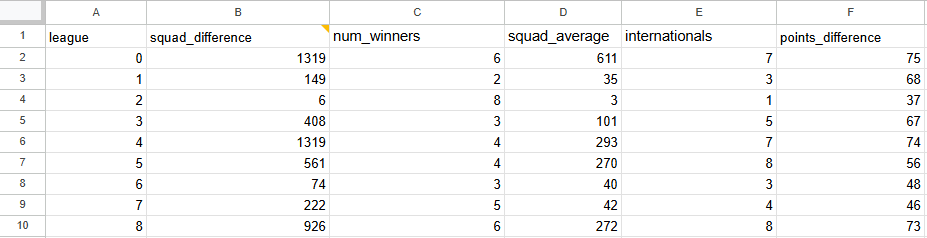 A B C D E F
1 league squad_difference num_winners squad_average internationals points_difference
2 0 1319 6 611 7 75
3 1 149 2 35 3 68
4 2 6 8 3 1 37
5 3 408 3 101 5 67
6 4 1319 4 293 7 74
7 5 561 4 270 8 56
8 6 74 3 40 3 48
9 7 222 5 42 4 46
10 8 926 6 272 8 73